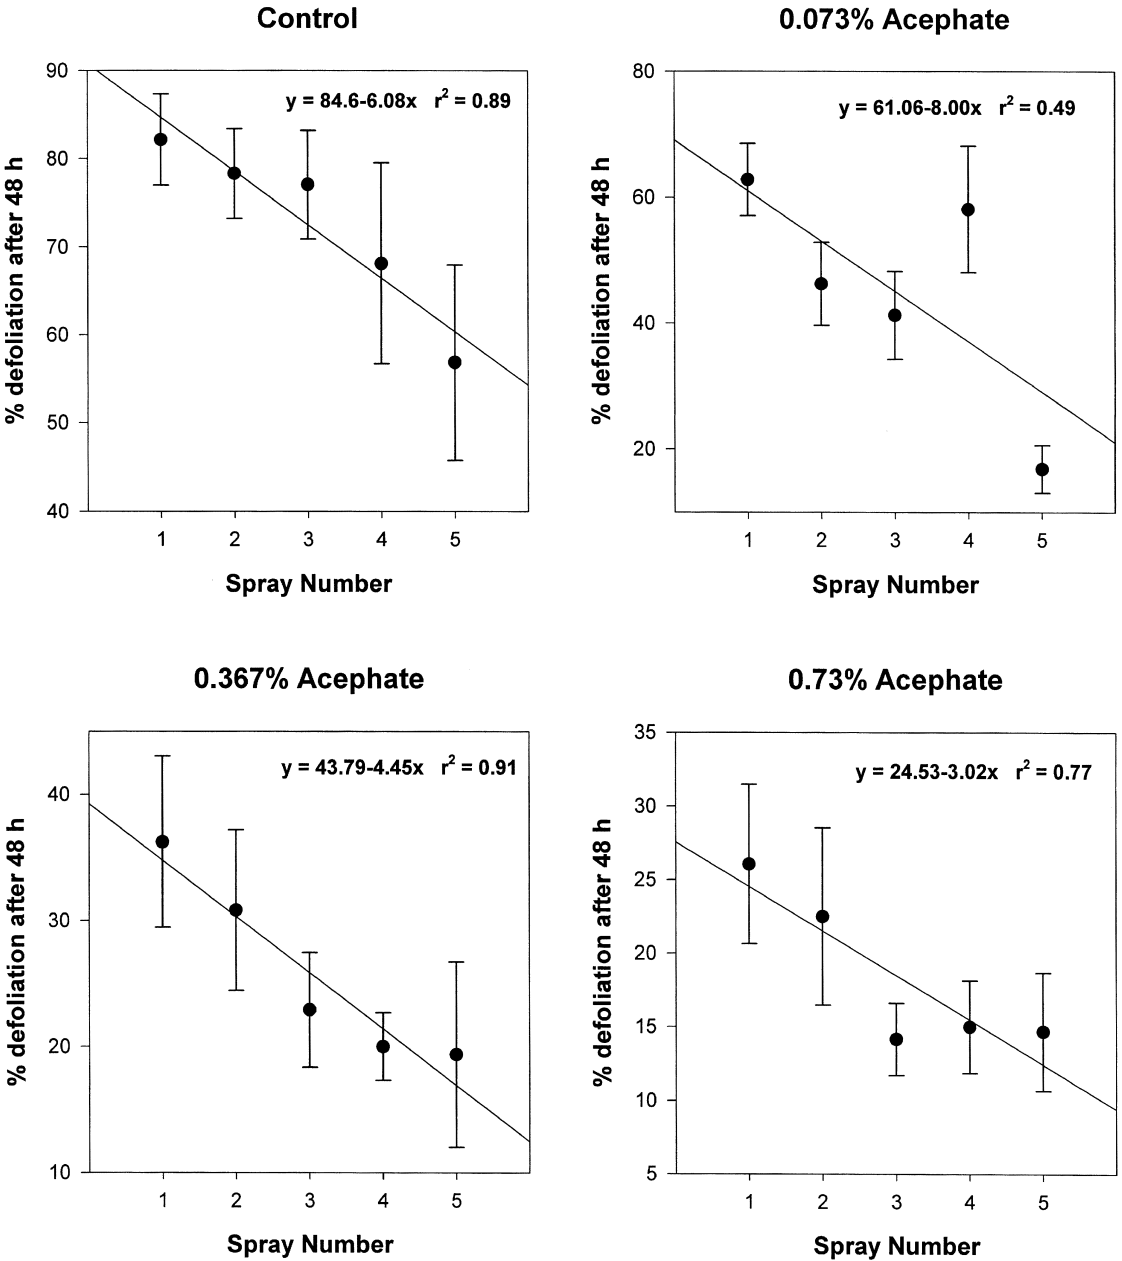 Control
y = 84.6-6.08x r² = 0.89
% defoliation after 48 h
90
80
70
60
50
40
1 2 3 4 5
Spray Number
0.073% Acephate
y = 61.06-8.00x r² = 0.49
% defoliation after 48 h
80
60
40
20
1 2 3 4 5
Spray Number
0.367% Acephate
y = 43.79-4.45x r² = 0.91
% defoliation after 48 h
40
30
20
10
1 2 3 4 5
Spray Number
0.73% Acephate
y = 24.53-3.02x r² = 0.77
% defoliation after 48 h
35
30
25
20
15
10
5
1 2 3 4 5
Spray Number